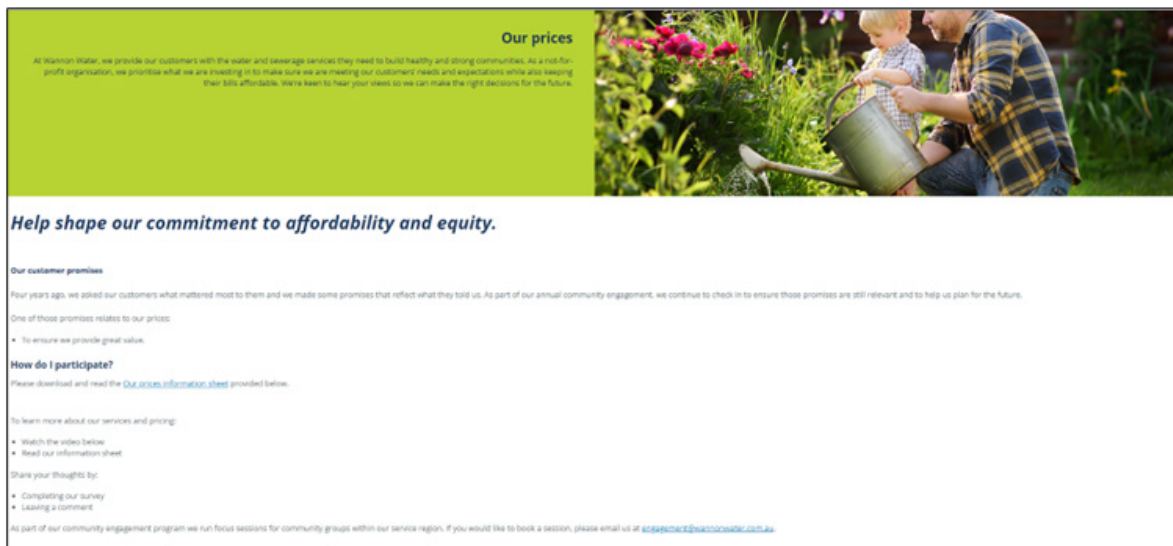 Our prices
At Wannon Water, we provide our customers with the water and sewerage services they need to build healthy and strong communities. As a not-for-
profit organisation, we prioritise what we are investing in to make sure we are meeting our customers' needs and expectations while also keeping
their bills affordable. We're keen to hear your views so we can make the right decisions for the future.
Help shape our commitment to affordability and equity.
Our customer promises
Four years ago, we asked our customers what mattered most to them and we made some promises that reflect what they told us. As part of our annual community engagement, we continue to check in to ensure those promises are still relevant and to help us plan for the future.
One of those promises relates to our prices:
• To ensure we provide great value.
How do I participate?
Please download and read the Our prices information sheet provided below.
To learn more about our services and pricing:
• Watch the video below
• Read our information sheet
Share your thoughts by:
• Completing our survey
• Leaving a comment
As part of our community engagement program we run focus sessions for community groups within our service region. If you would like to book a session, please email us at engagement@wannonwater.com.au.